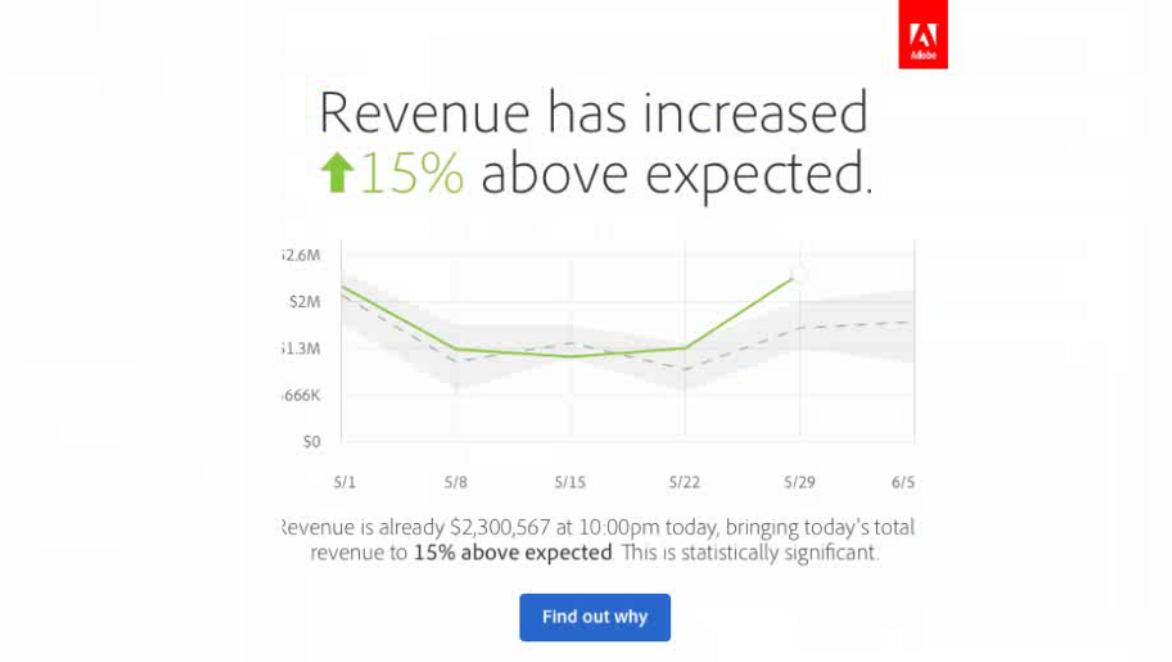 Adobe
Revenue has increased
15% above expected.
$2.6M
$2M
$1.3M
666K
$0
5/1 5/8 5/15 5/22 5/29 6/5
Revenue is already $2,300,567 at 10:00pm today, bringing today's total
revenue to 15% above expected. This is statistically significant.
Find out why